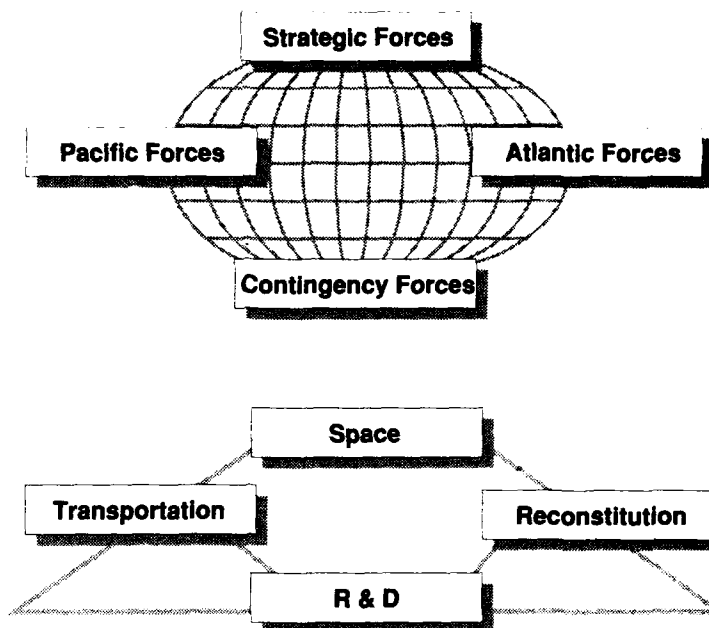 Strategic Forces
Pacific Forces
Atlantic Forces
Contingency Forces
Space
Transportation
Reconstitution
R & D